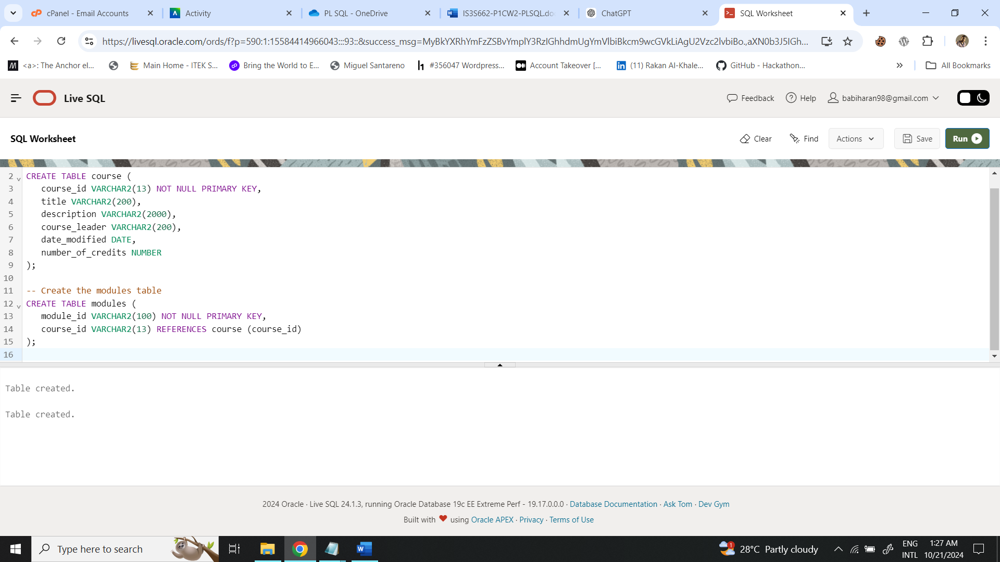 cPanel - Email Accounts
Activity
PL SQL - OneDrive
IS3S662-P1CW2-PLSQL.do
ChatGPT
SQL Worksheet
https://livesql.oracle.com/ords/f?p=590:1:15584414966043:::93::&success_msg=MyBkYXRhYmFzZSBvYmplY3RzIGhhdmUgYmVlbiBkcm9wcGVkLiAgU2Vzc2lvbiBo.,aXN0b3J5IGh...
<a>: The Anchor el...
Main Home - ITEK S...
Bring the World to E...
Miguel Santareno
#356047 Wordpress...
Account Takeover [...
(11) Rakan Al-Khale...
GitHub - Hackathon...
All Bookmarks
Live SQL
Feedback
Help
babiharan98@gmail.com
SQL Worksheet
Clear
Find
Actions
Save
Run
2 CREATE TABLE course (
3 course_id VARCHAR2(13) NOT NULL PRIMARY KEY,
4 title VARCHAR2(200),
5 description VARCHAR2(2000),
6 course_leader VARCHAR2(200),
7 date_modified DATE,
8 number_of_credits NUMBER
9 );
10
11 -- Create the modules table
12 CREATE TABLE modules (
13 module_id VARCHAR2(100) NOT NULL PRIMARY KEY,
14 course_id VARCHAR2(13) REFERENCES course (course_id)
15 );
16
Table created.
Table created.
2024 Oracle · Live SQL 24.1.3, running Oracle Database 19c EE Extreme Perf - 19.17.0.0.0 · Database Documentation · Ask Tom · Dev Gym
Built with ❤ using Oracle APEX · Privacy · Terms of Use
Type here to search
1
28°C Partly cloudy
ENG
INTL
1:27 AM
10/21/2024